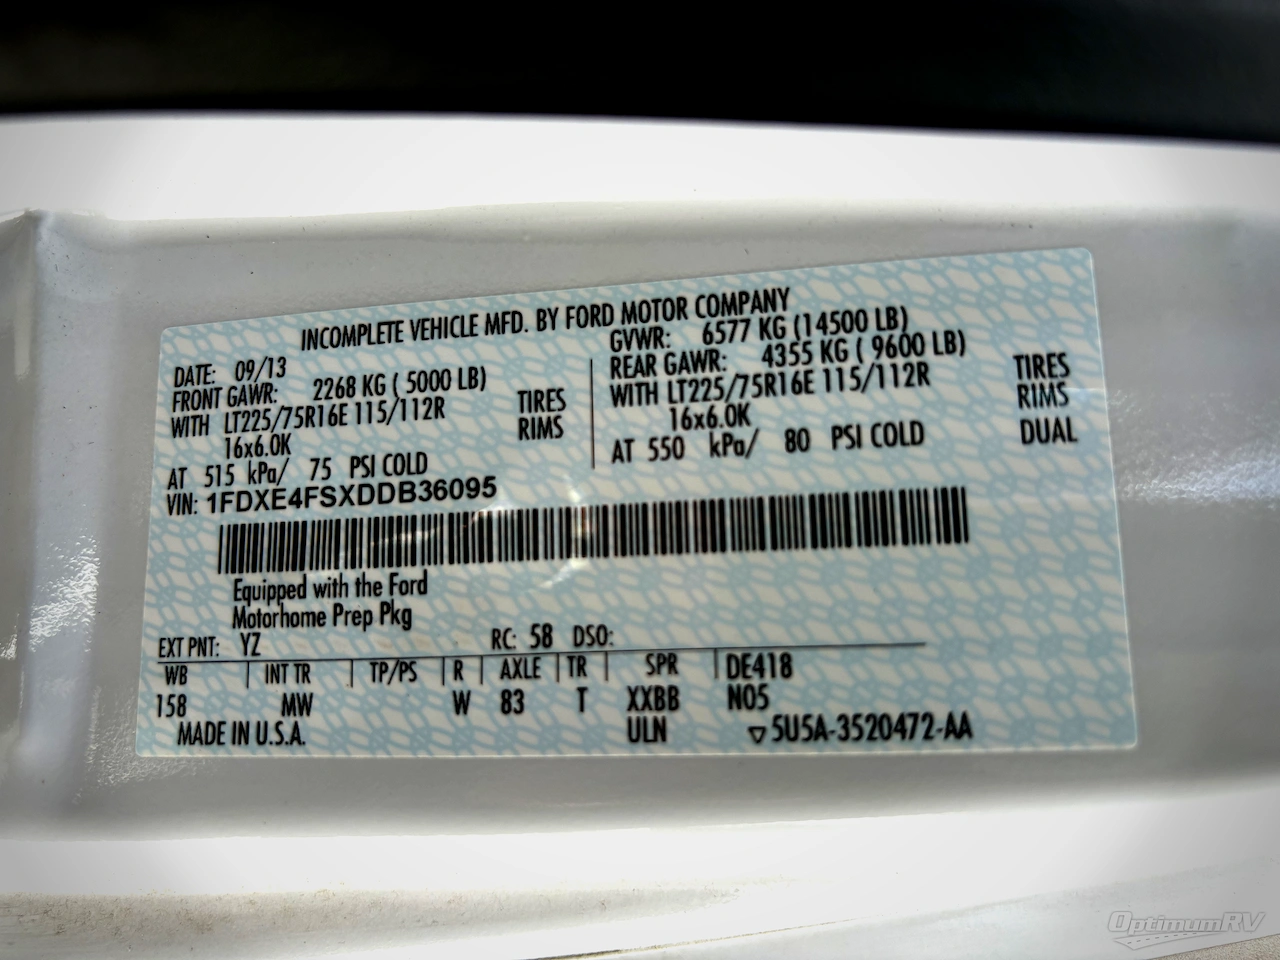 INCOMPLETE VEHICLE MFD. BY FORD MOTOR COMPANY
DATE: 09/13
FRONT GAWR: 2268 KG ( 5000 LB)
WITH LT225/75R16E 115/112R TIRES
16x6.0K RIMS
AT 515 kPa/ 75 PSI COLD
GVWR: 6577 KG (14500 LB)
REAR GAWR: 4355 KG ( 9600 LB)
WITH LT225/75R16E 115/112R TIRES
16x6.0K RIMS
AT 550 kPa/ 80 PSI COLD DUAL
VIN: 1FDXE4FSXDDB36095
Equipped with the Ford
Motorhome Prep Pkg
EXT PNT: YZ RC: 58 DSO:
WB INT TR TP/PS R AXLE TR SPR DE418
158 MW W 83 T XXBB N05
MADE IN U.S.A. ULN ▽5U5A-3520472-AA
OptimumRV